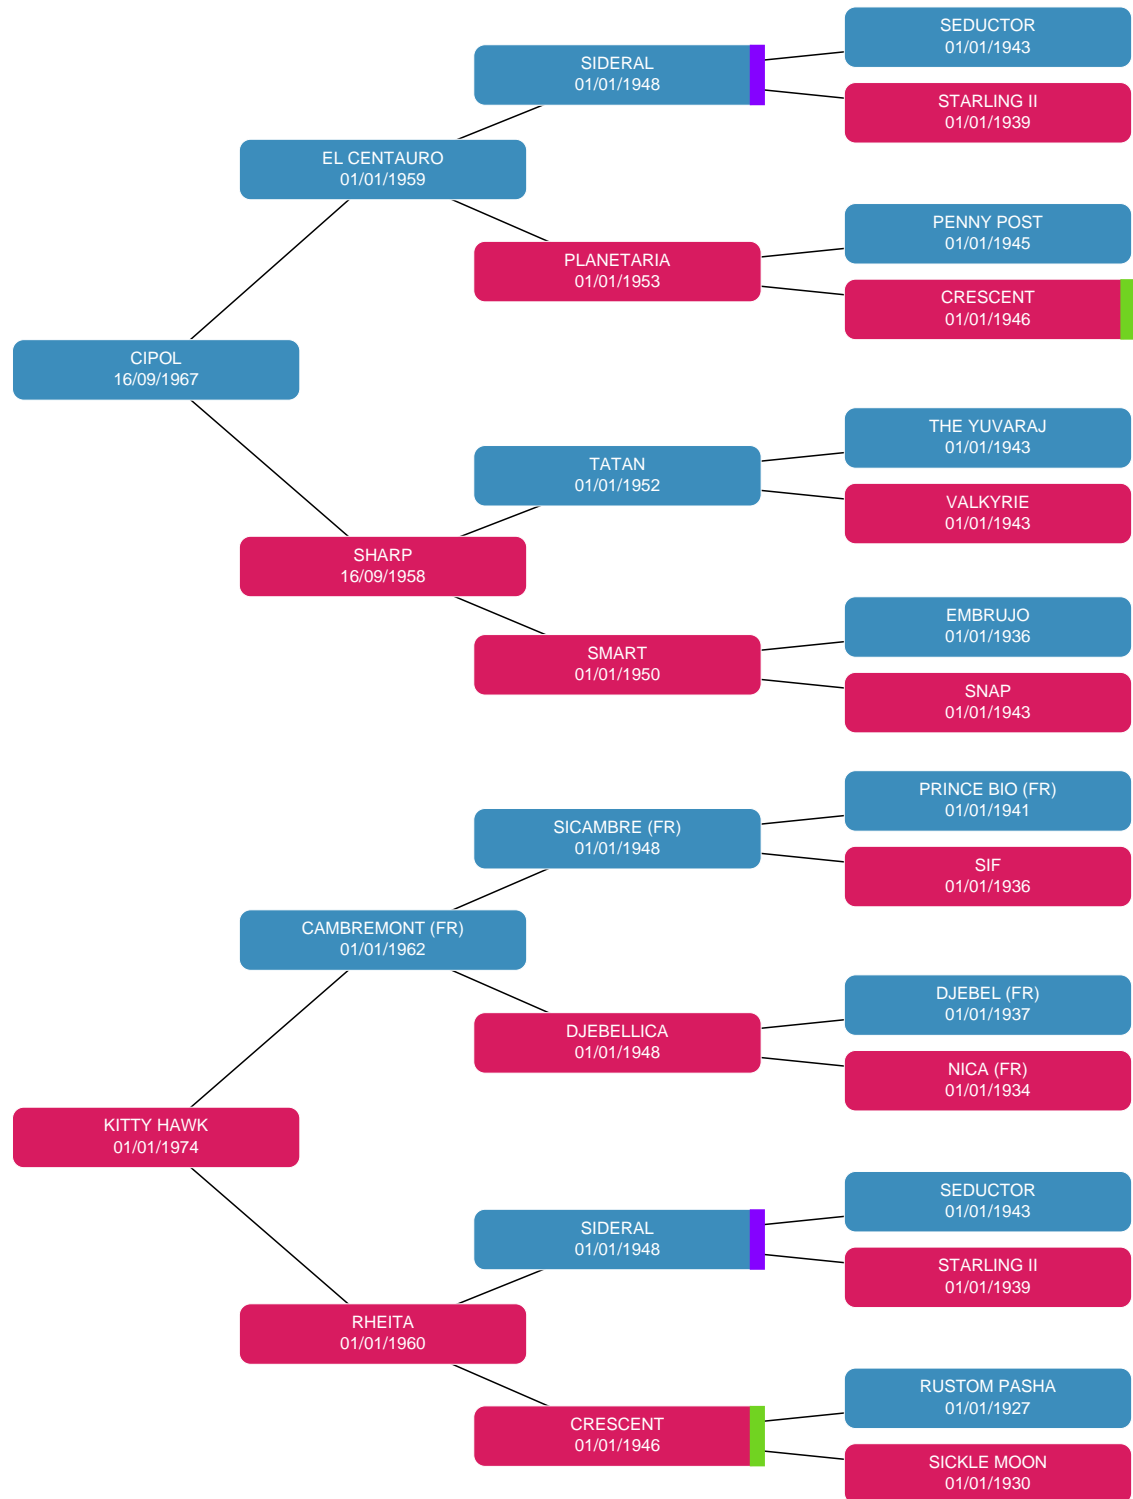 SEDUCTOR
01/01/1943
SIDERAL
01/01/1948
STARLING II
01/01/1939
EL CENTAURO
01/01/1959
PENNY POST
01/01/1945
PLANETARIA
01/01/1953
CRESCENT
01/01/1946
CIPOL
16/09/1967
THE YUVARAJ
01/01/1943
TATAN
01/01/1952
VALKYRIE
01/01/1943
SHARP
16/09/1958
EMBRUJO
01/01/1936
SMART
01/01/1950
SNAP
01/01/1943
PRINCE BIO (FR)
01/01/1941
SICAMBRE (FR)
01/01/1948
SIF
01/01/1936
CAMBREMONT (FR)
01/01/1962
DJEBEL (FR)
01/01/1937
DJEBELLICA
01/01/1948
NICA (FR)
01/01/1934
KITTY HAWK
01/01/1974
SEDUCTOR
01/01/1943
SIDERAL
01/01/1948
STARLING II
01/01/1939
RHEITA
01/01/1960
RUSTOM PASHA
01/01/1927
CRESCENT
01/01/1946
SICKLE MOON
01/01/1930